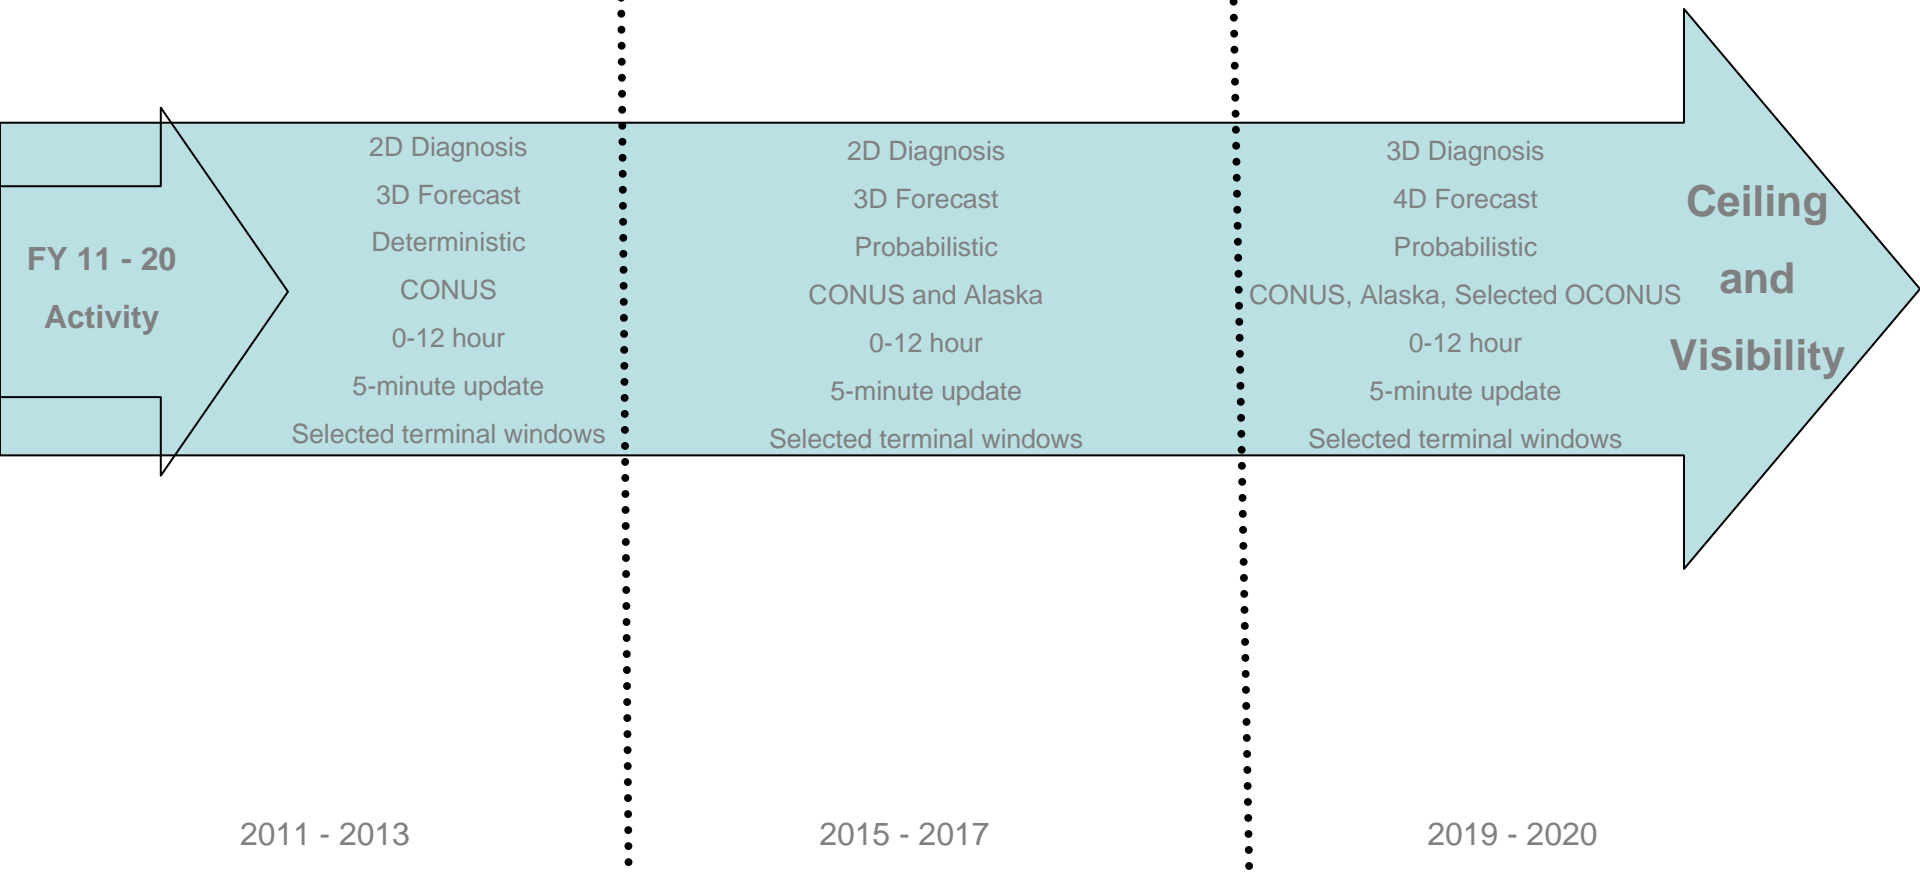 FY 11 - 20
Activity
2D Diagnosis
3D Forecast
Deterministic
CONUS
0-12 hour
5-minute update
Selected terminal windows
2D Diagnosis
3D Forecast
Probabilistic
CONUS and Alaska
0-12 hour
5-minute update
Selected terminal windows
3D Diagnosis
4D Forecast
Probabilistic
CONUS, Alaska, Selected OCONUS
0-12 hour
5-minute update
Selected terminal windows
Ceiling
and
Visibility
2011 - 2013
2015 - 2017
2019 - 2020